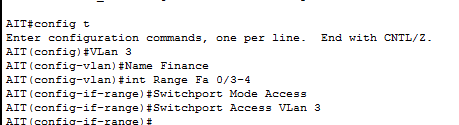 AIT#config t
Enter configuration commands, one per line.  End with CNTL/Z.
AIT(config)#VLan 3
AIT(config-vlan)#Name Finance
AIT(config-vlan)#int Range Fa 0/3-4
AIT(config-if-range)#Switchport Mode Access
AIT(config-if-range)#Switchport Access VLan 3
AIT(config-if-range)#